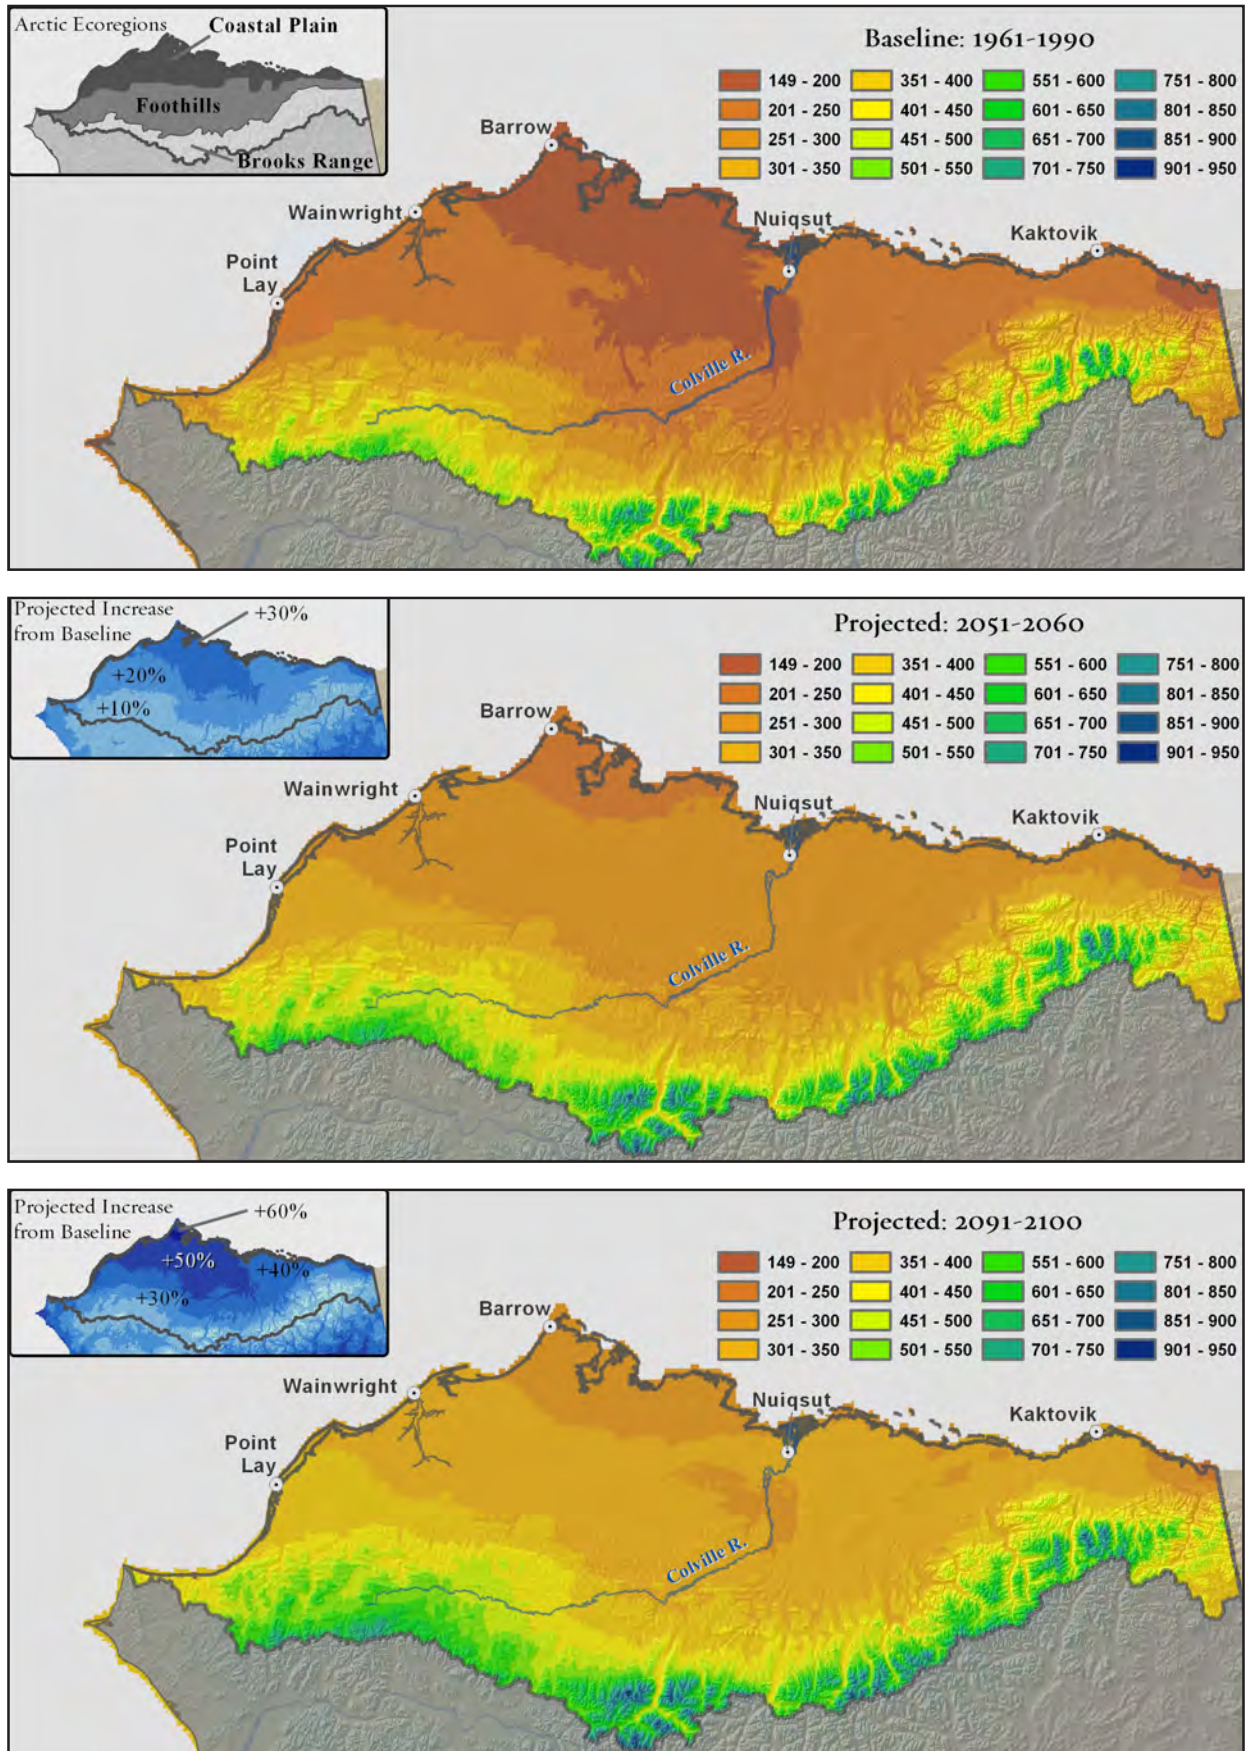 Arctic Ecoregions
Coastal Plain
Foothills
Brooks Range
Baseline: 1961-1990
149 - 200
351 - 400
551 - 600
751 - 800
201 - 250
401 - 450
601 - 650
801 - 850
251 - 300
451 - 500
651 - 700
851 - 900
301 - 350
501 - 550
701 - 750
901 - 950
Barrow
Wainwright
Nuiqsut
Kaktovik
Point
Lay
Colville R.
Projected Increase
from Baseline
+30%
+20%
+10%
Projected: 2051-2060
149 - 200
351 - 400
551 - 600
751 - 800
201 - 250
401 - 450
601 - 650
801 - 850
251 - 300
451 - 500
651 - 700
851 - 900
301 - 350
501 - 550
701 - 750
901 - 950
Barrow
Wainwright
Nuiqsut
Kaktovik
Point
Lay
Colville R.
Projected Increase
from Baseline
+60%
+50%
+40%
+30%
Projected: 2091-2100
149 - 200
351 - 400
551 - 600
751 - 800
201 - 250
401 - 450
601 - 650
801 - 850
251 - 300
451 - 500
651 - 700
851 - 900
301 - 350
501 - 550
701 - 750
901 - 950
Barrow
Wainwright
Nuiqsut
Kaktovik
Point
Lay
Colville R.